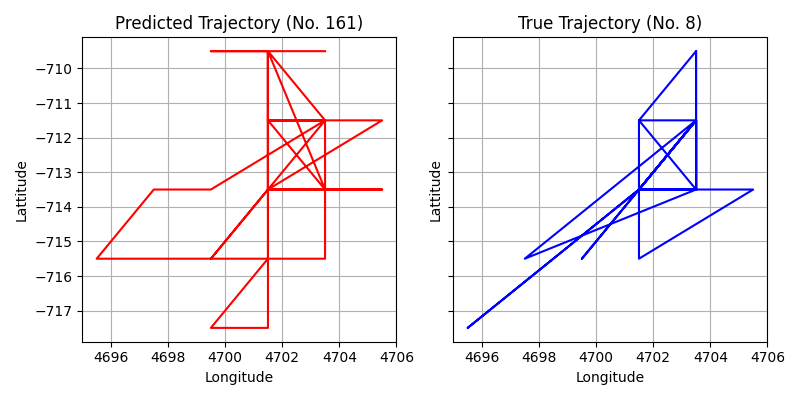 Predicted Trajectory (No. 161)
True Trajectory (No. 8)
−710
−711
−712
−713
−714
−715
−716
−717
Lattitude
Lattitude
4696 4698 4700 4702 4704 4706
4696 4698 4700 4702 4704 4706
Longitude
Longitude